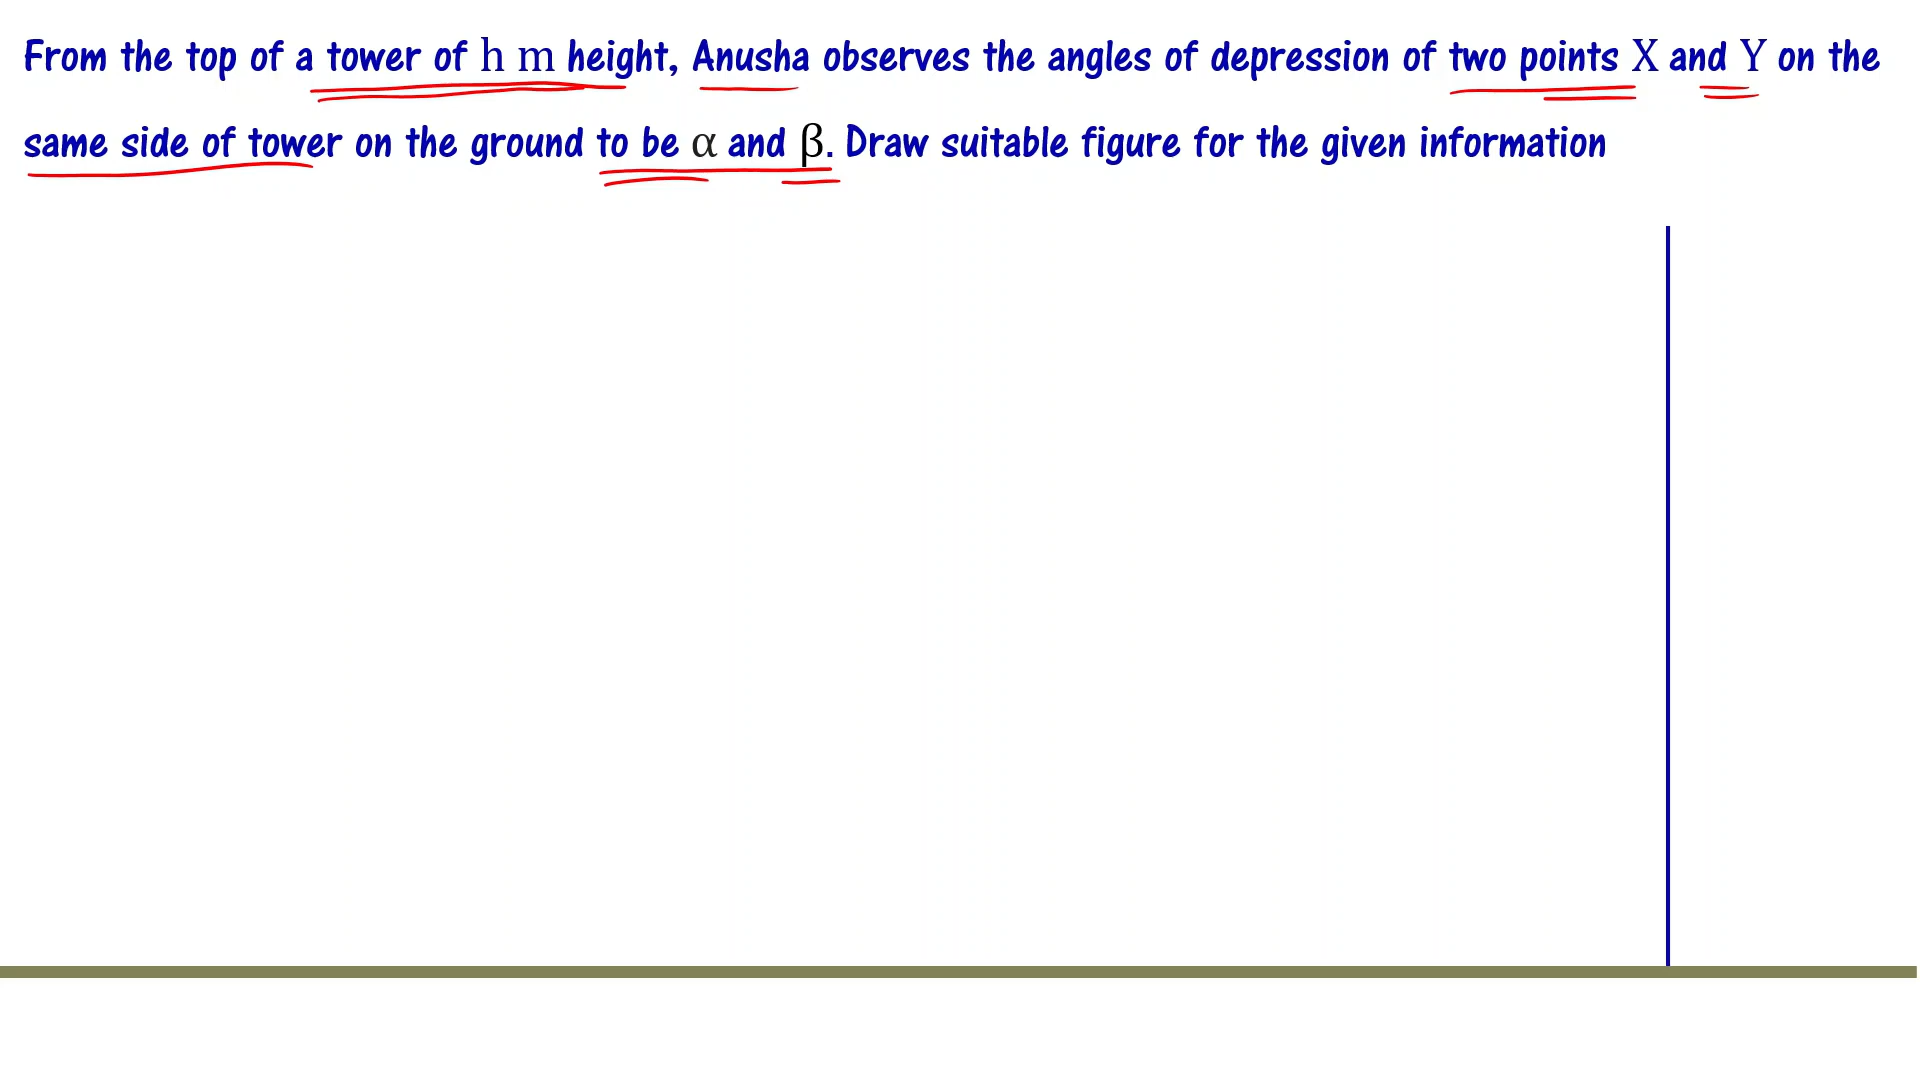 From the top of a tower of h m height, Anusha observes the angles of depression of two points X and Y on the
same side of tower on the ground to be α and β. Draw suitable figure for the given information